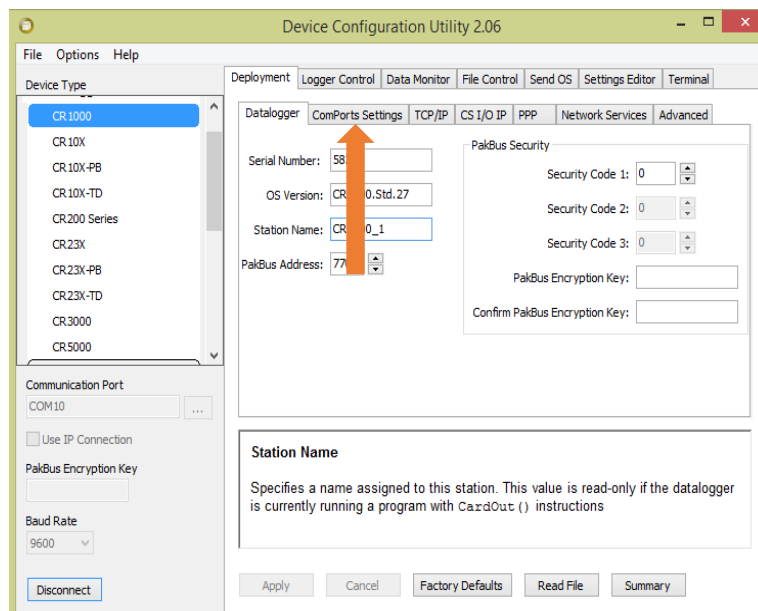 Device Configuration Utility 2.06
File Options Help
Device Type
CR1000
CR10X
CR10X-PB
CR10X-TD
CR200 Series
CR23X
CR23X-PB
CR23X-TD
CR3000
CR5000
Communication Port
COM10
...
Use IP Connection
PakBus Encryption Key
Baud Rate
9600
Disconnect
Deployment Logger Control Data Monitor File Control Send OS Settings Editor Terminal
Datalogger ComPorts Settings TCP/IP CS I/O IP PPP Network Services Advanced
Serial Number:
OS Version: .Std.27
Station Name: _1
PakBus Address:
PakBus Security
Security Code 1: 0
Security Code 2: 0
Security Code 3: 0
PakBus Encryption Key:
Confirm PakBus Encryption Key:
Station Name
Specifies a name assigned to this station. This value is read-only if the datalogger
is currently running a program with CardOut() instructions
Apply Cancel Factory Defaults Read File Summary